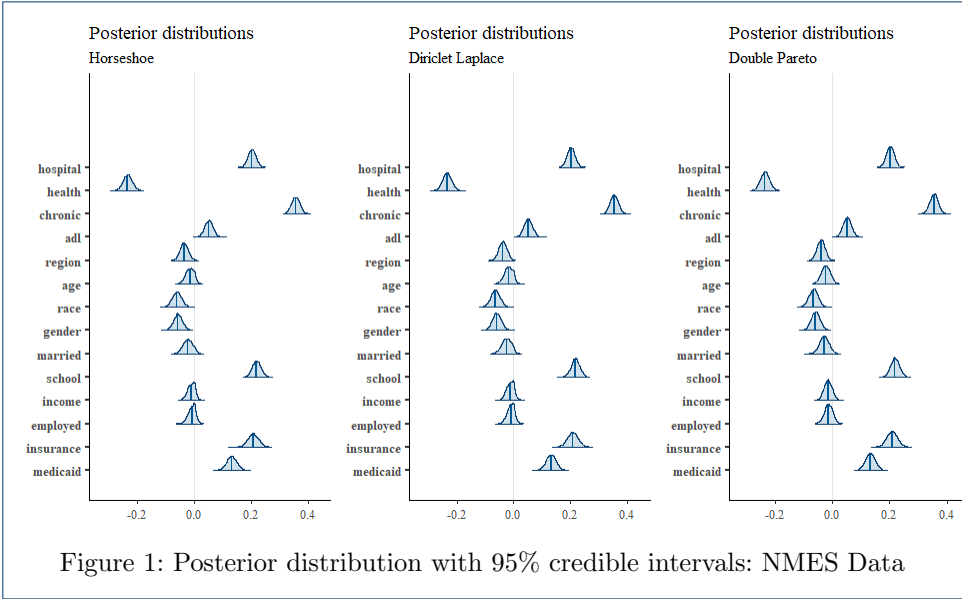 Posterior distributions
Horseshoe
hospital
health
chronic
adl
region
age
race
gender
married
school
income
employed
insurance
medicaid
-0.2 0.0 0.2 0.4
Posterior distributions
Diriclet Laplace
hospital
health
chronic
adl
region
age
race
gender
married
school
income
employed
insurance
medicaid
-0.2 0.0 0.2 0.4
Posterior distributions
Double Pareto
hospital
health
chronic
adl
region
age
race
gender
married
school
income
employed
insurance
medicaid
-0.2 0.0 0.2 0.4
Figure 1: Posterior distribution with 95% credible intervals: NMES Data